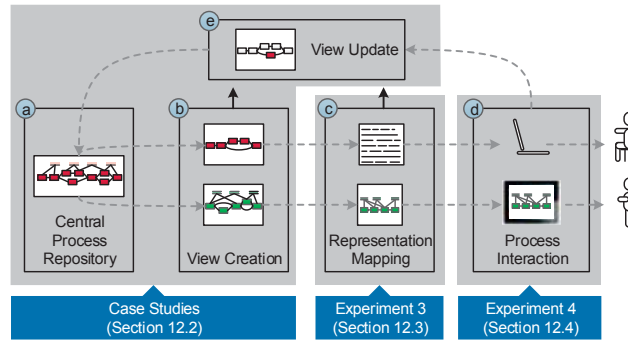 e
View Update
a
b
c
d
Central
Process
Repository
View Creation
Representation
Mapping
Process
Interaction
Case Studies
(Section 12.2)
Experiment 3
(Section 12.3)
Experiment 4
(Section 12.4)